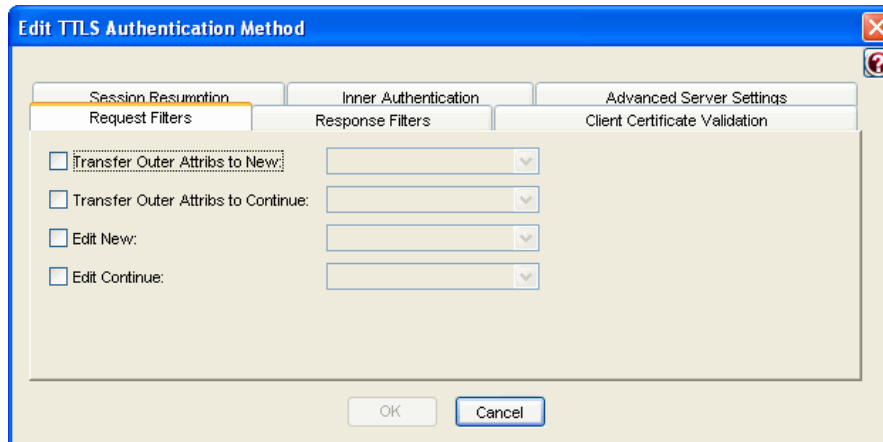 Edit TTLS Authentication Method
Session Resumption
Inner Authentication
Advanced Server Settings
Request Filters
Response Filters
Client Certificate Validation
Transfer Outer Attribs to New:
Transfer Outer Attribs to Continue:
Edit New:
Edit Continue:
OK
Cancel